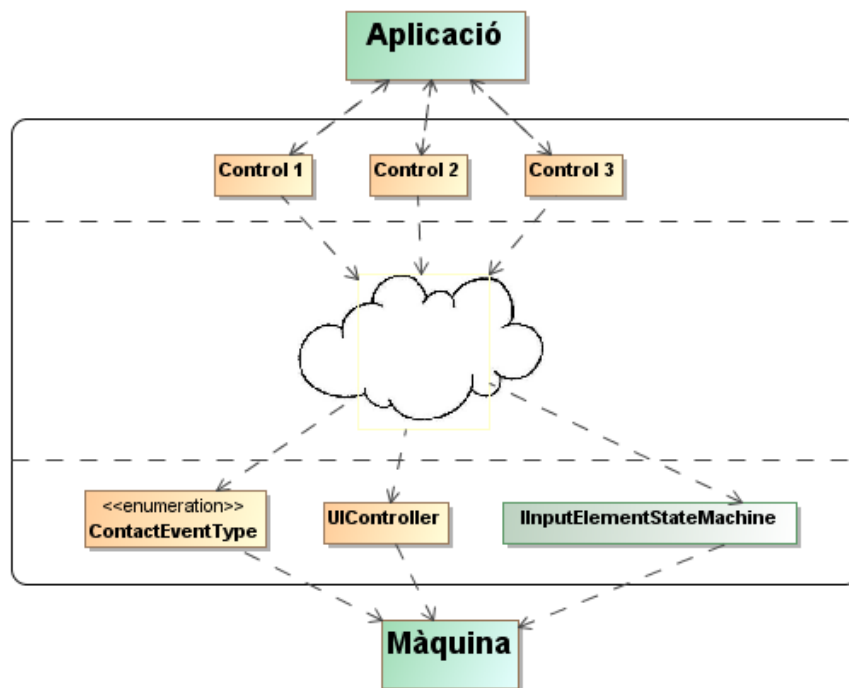 Aplicació
Control 1
Control 2
Control 3
<<enumeration>>
ContactEventType
UIController
IInputElementStateMachine
Màquina